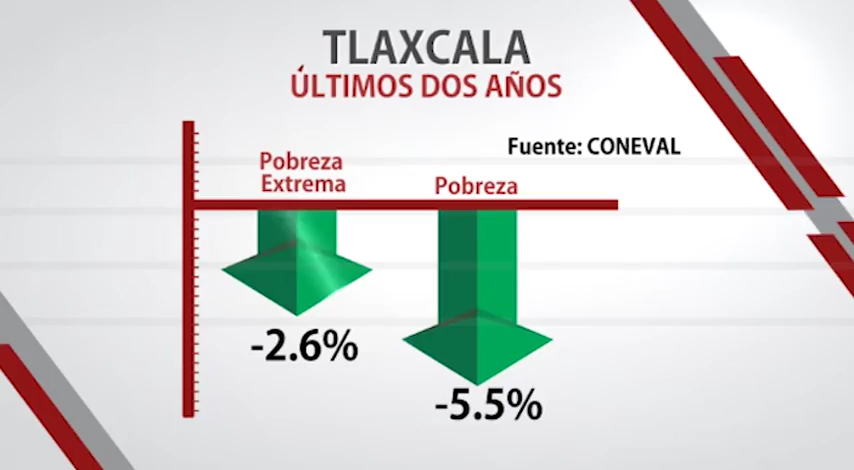 TLAXCALA
ÚLTIMOS DOS AÑOS
Fuente: CONEVAL
Pobreza
Extrema
Pobreza
-2.6%
-5.5%